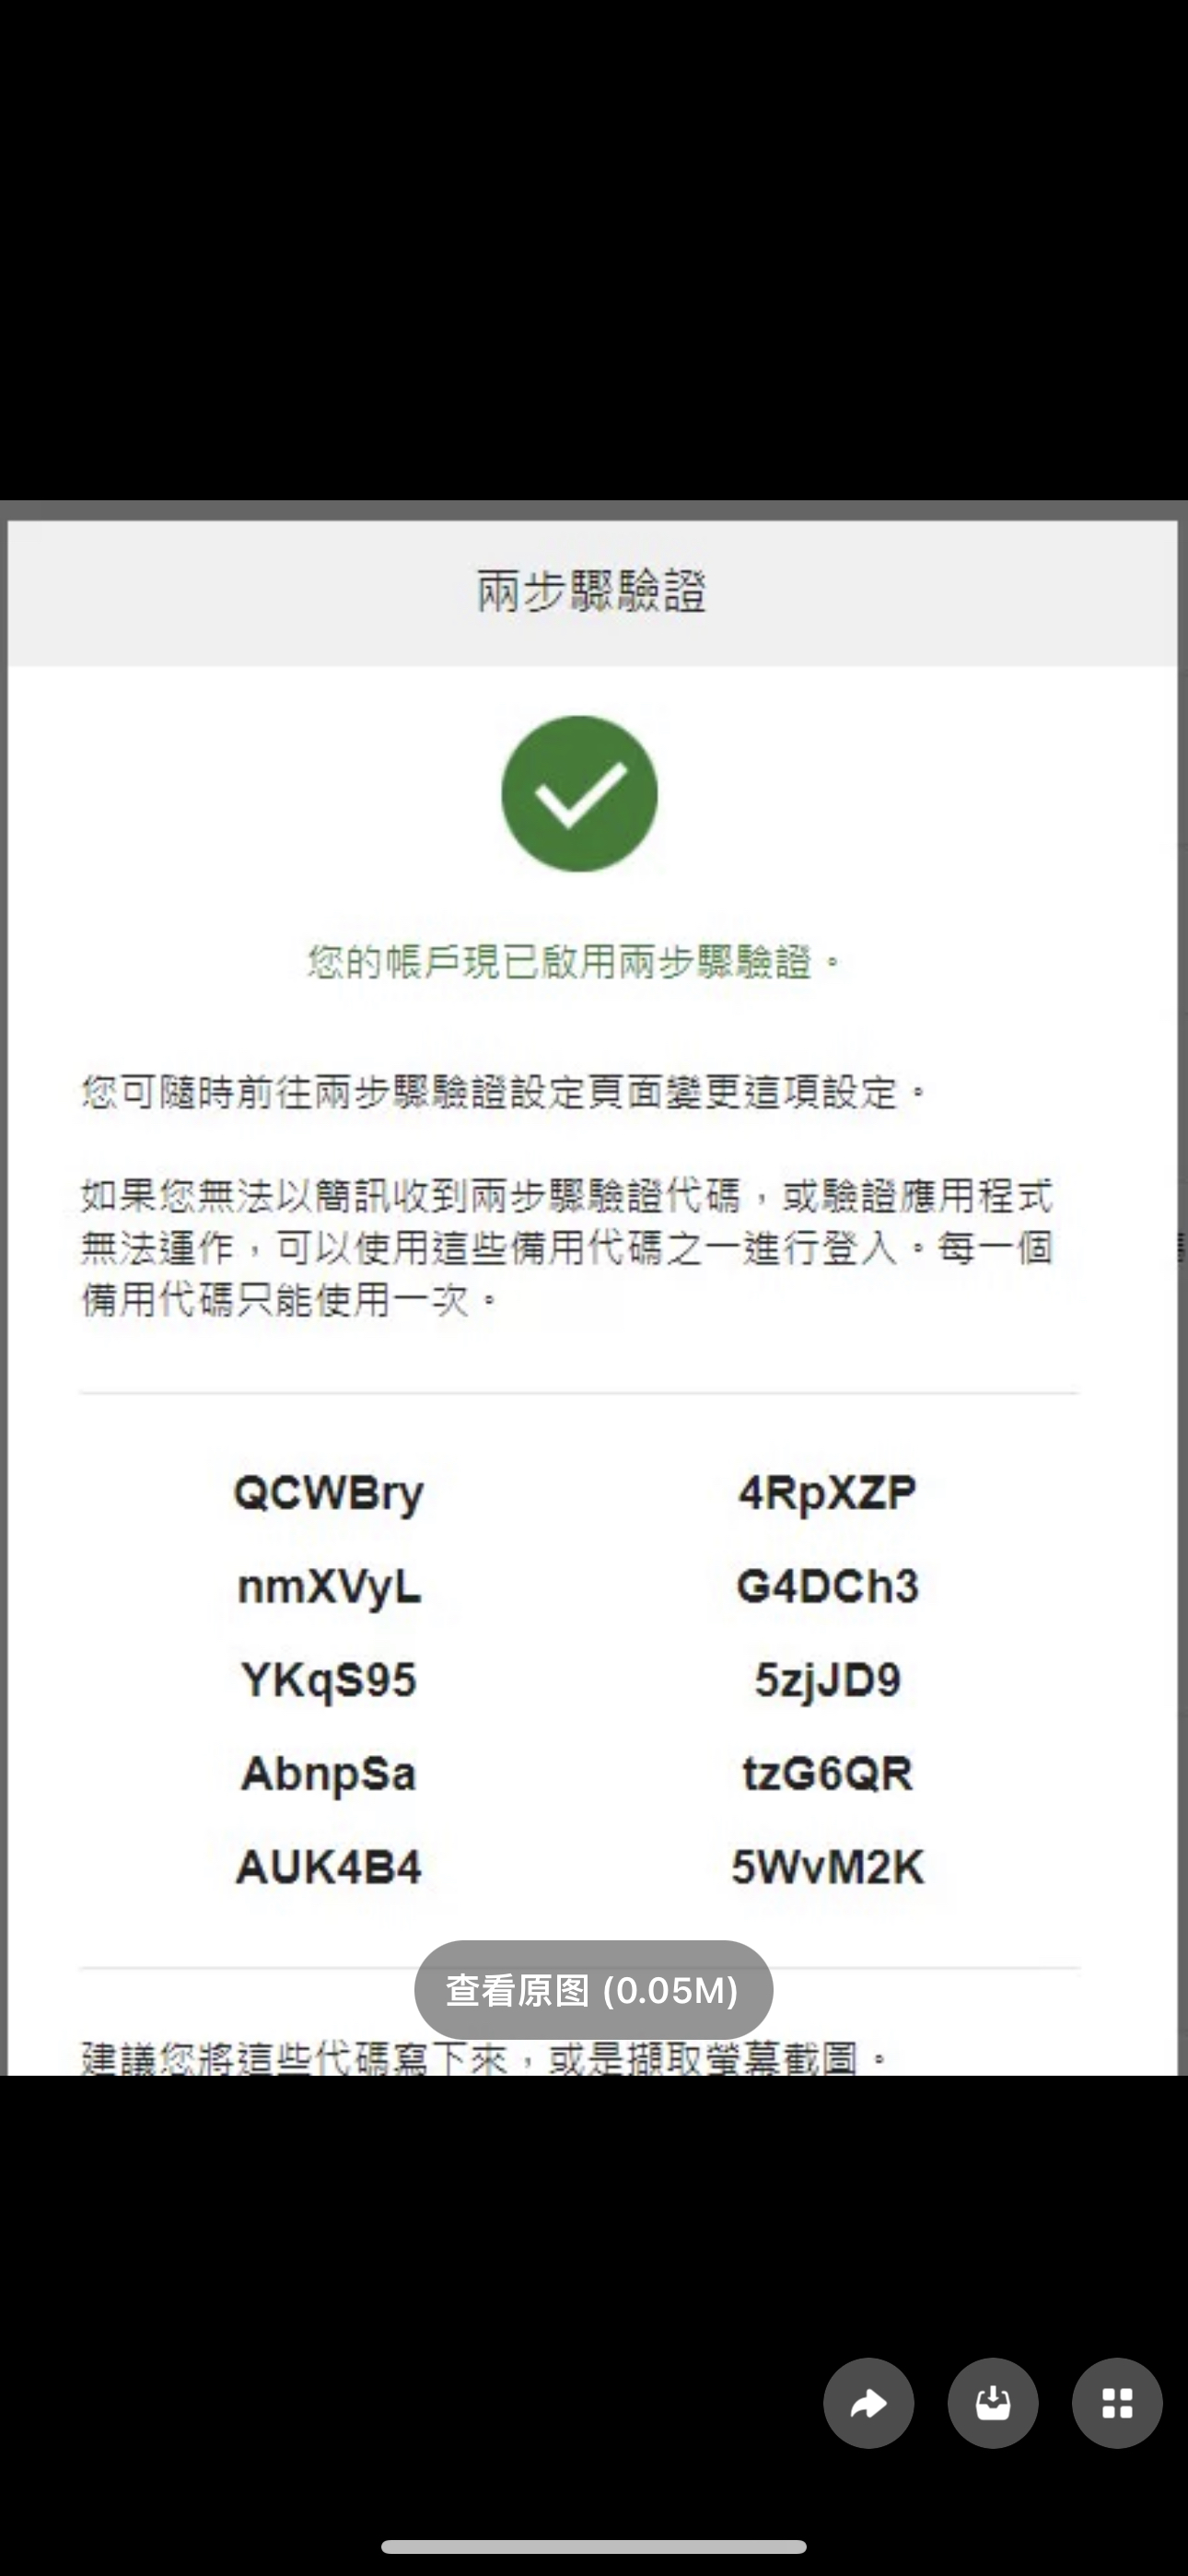 兩步驟驗證
您的帳戶現已啟用兩步驟驗證。
您可隨時前往兩步驟驗證設定頁面變更這項設定。
如果您無法以簡訊收到兩步驟驗證代碼，或驗證應用程式
無法運作，可以使用這些備用代碼之一進行登入。每一個
備用代碼只能使用一次。
QCWBry 4RpXZP
nmXVyL G4DCh3
YKqS95 5zjJD9
AbnpSa tzG6QR
AUK4B4 5WvM2K
查看原图 (0.05M)
建議您將這些代碼寫下來，或是擷取螢幕截圖。